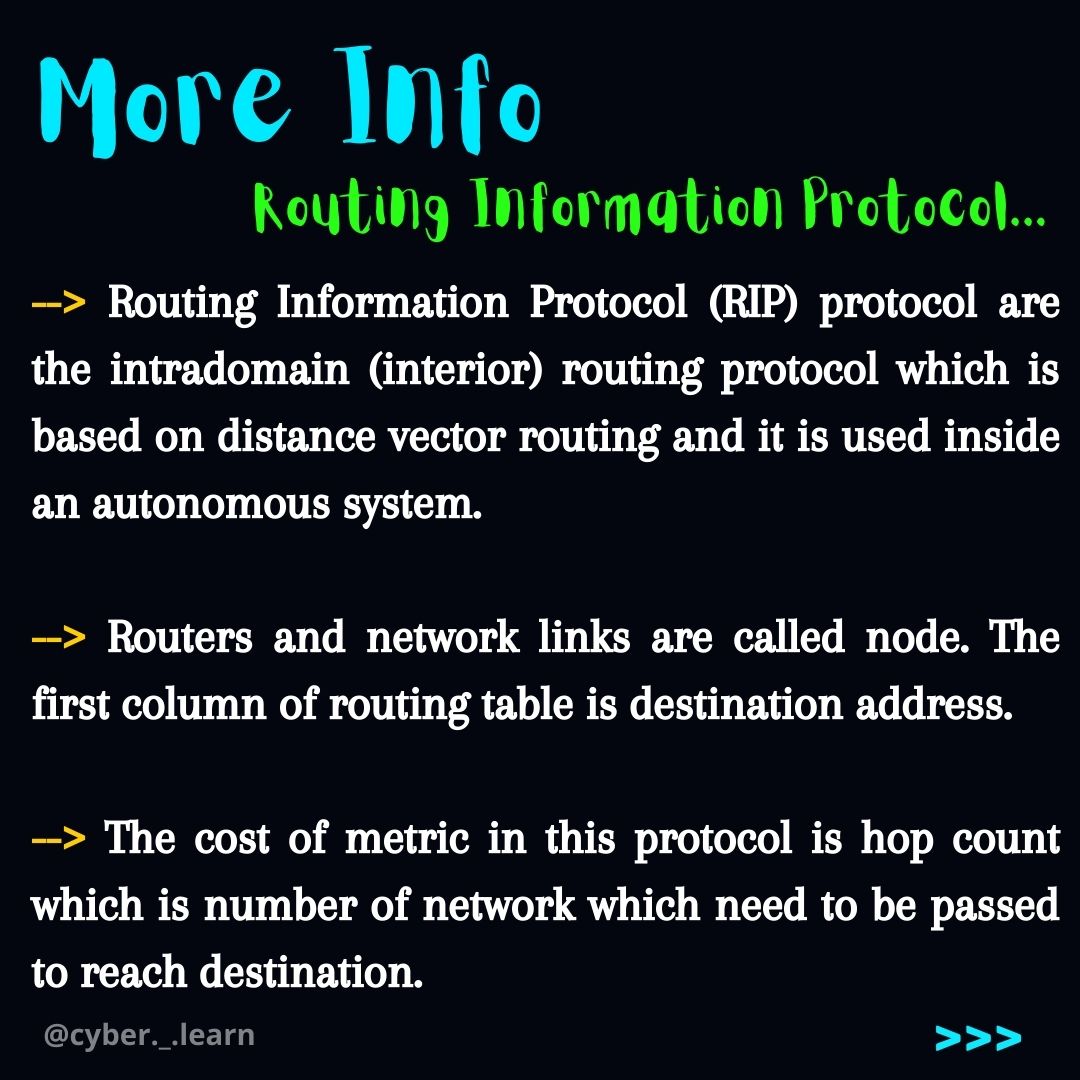 More Info
Routing Information Protocol...
--> Routing Information Protocol (RIP) protocol are
the intradomain (interior) routing protocol which is
based on distance vector routing and it is used inside
an autonomous system.
--> Routers and network links are called node. The
first column of routing table is destination address.
--> The cost of metric in this protocol is hop count
which is number of network which need to be passed
to reach destination.
@cyber._.learn
>>>